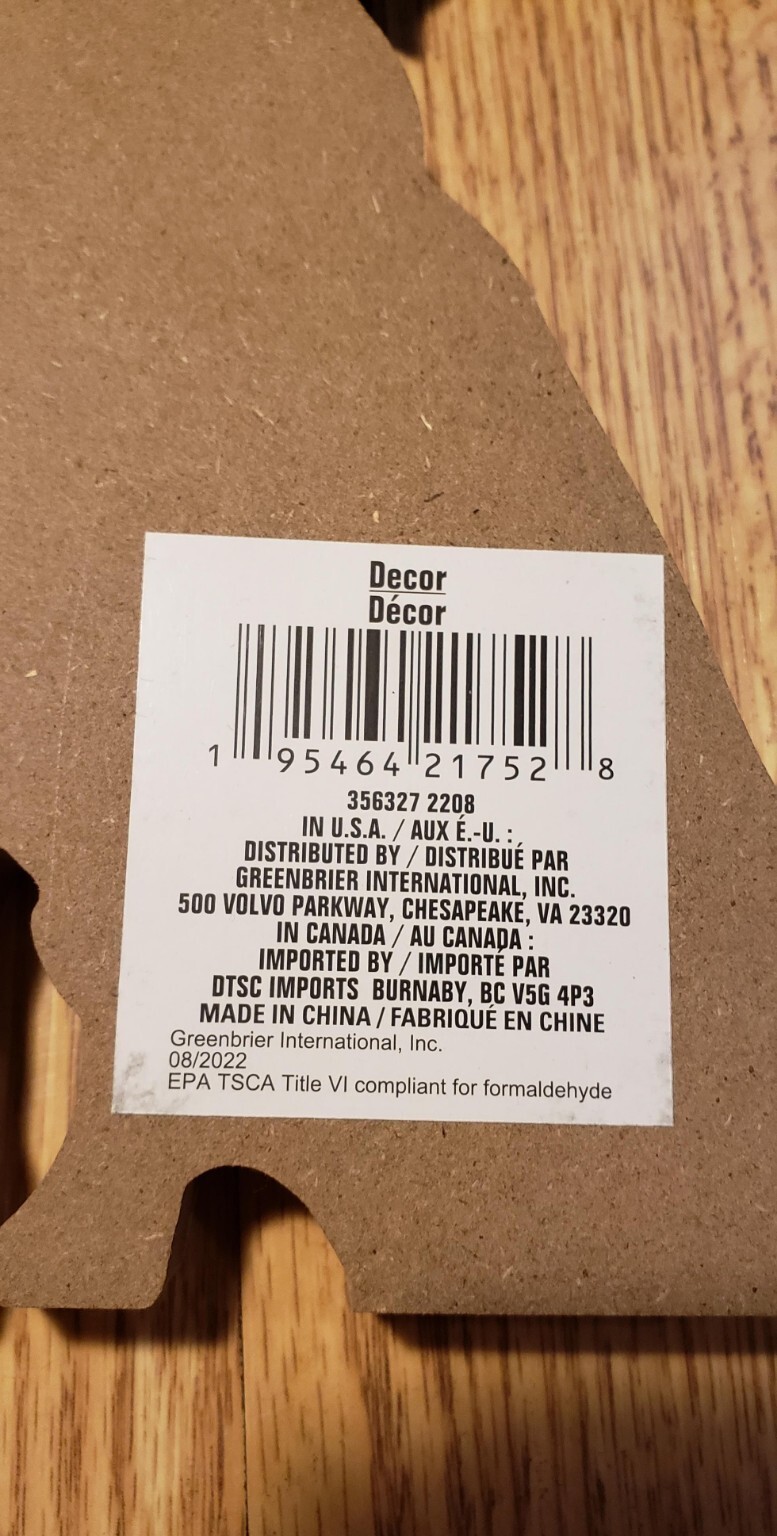 Decor
Décor
1 95464 21752 8
356327 2208
IN U.S.A. / AUX É.-U. :
DISTRIBUTED BY / DISTRIBUÉ PAR
GREENBRIER INTERNATIONAL, INC.
500 VOLVO PARKWAY, CHESAPEAKE, VA 23320
IN CANADA / AU CANADA :
IMPORTED BY / IMPORTÉ PAR
DTSC IMPORTS BURNABY, BC V5G 4P3
MADE IN CHINA / FABRIQUÉ EN CHINE
Greenbrier International, Inc.
08/2022
EPA TSCA Title VI compliant for formaldehyde